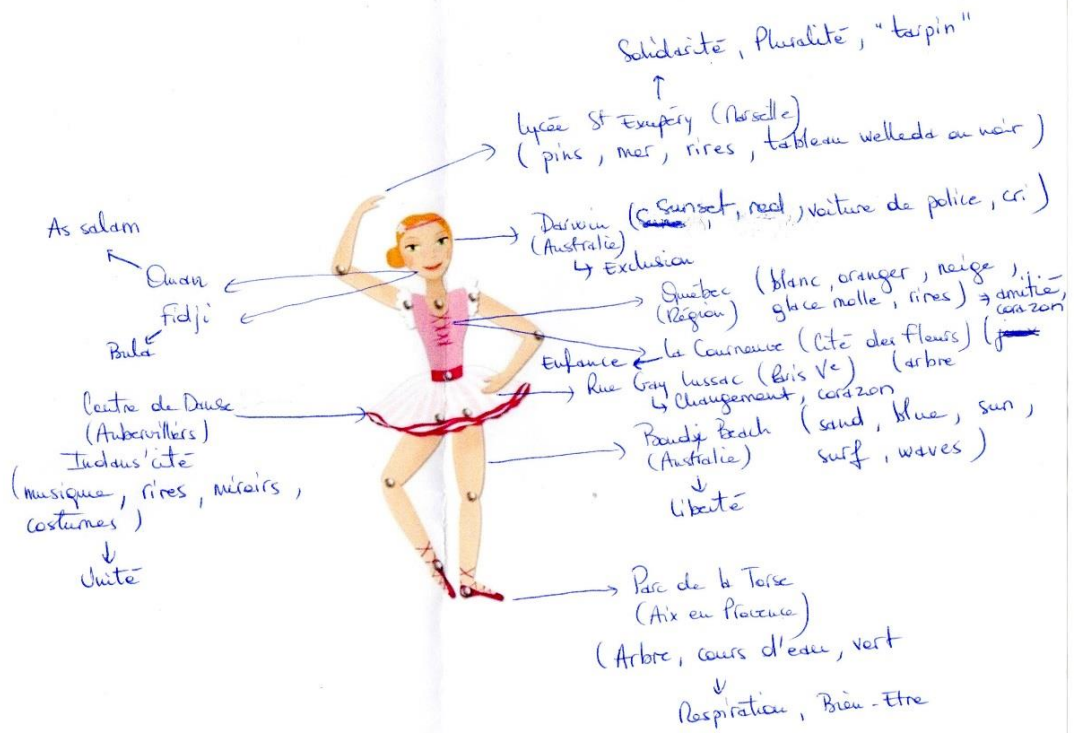 Solidarité, Pluralité, "tarpin"
Lycée St Exupéry (Marseille)
( pins, mer, rires, tableau welleda ou noir )
Darwin (Sunset, red, voiture de police, cri)
(Australie)
↳ Exclusion
Québec (blanc, oranger, neige, ...
(Région) glace molle, rires) → amitié,
corazon
La Courneuve (Cité des fleurs) (
Enfance
(arbre
Rue Gay Lussac (Paris Ve)
↳ Changement, corazon
Bondji Beach (sand, blue, sun,
(Australie) surf, waves)
Liberté
Parc de la Torse
(Aix en Provence)
(Arbre, cours d'eau, vert
Respiration, Bien-Etre
As salam
Oman
Fidji
Bula
Centre de Danse
(Aubervilliers)
Indans'cité
(musique, rires, miroirs,
costumes)
Unité